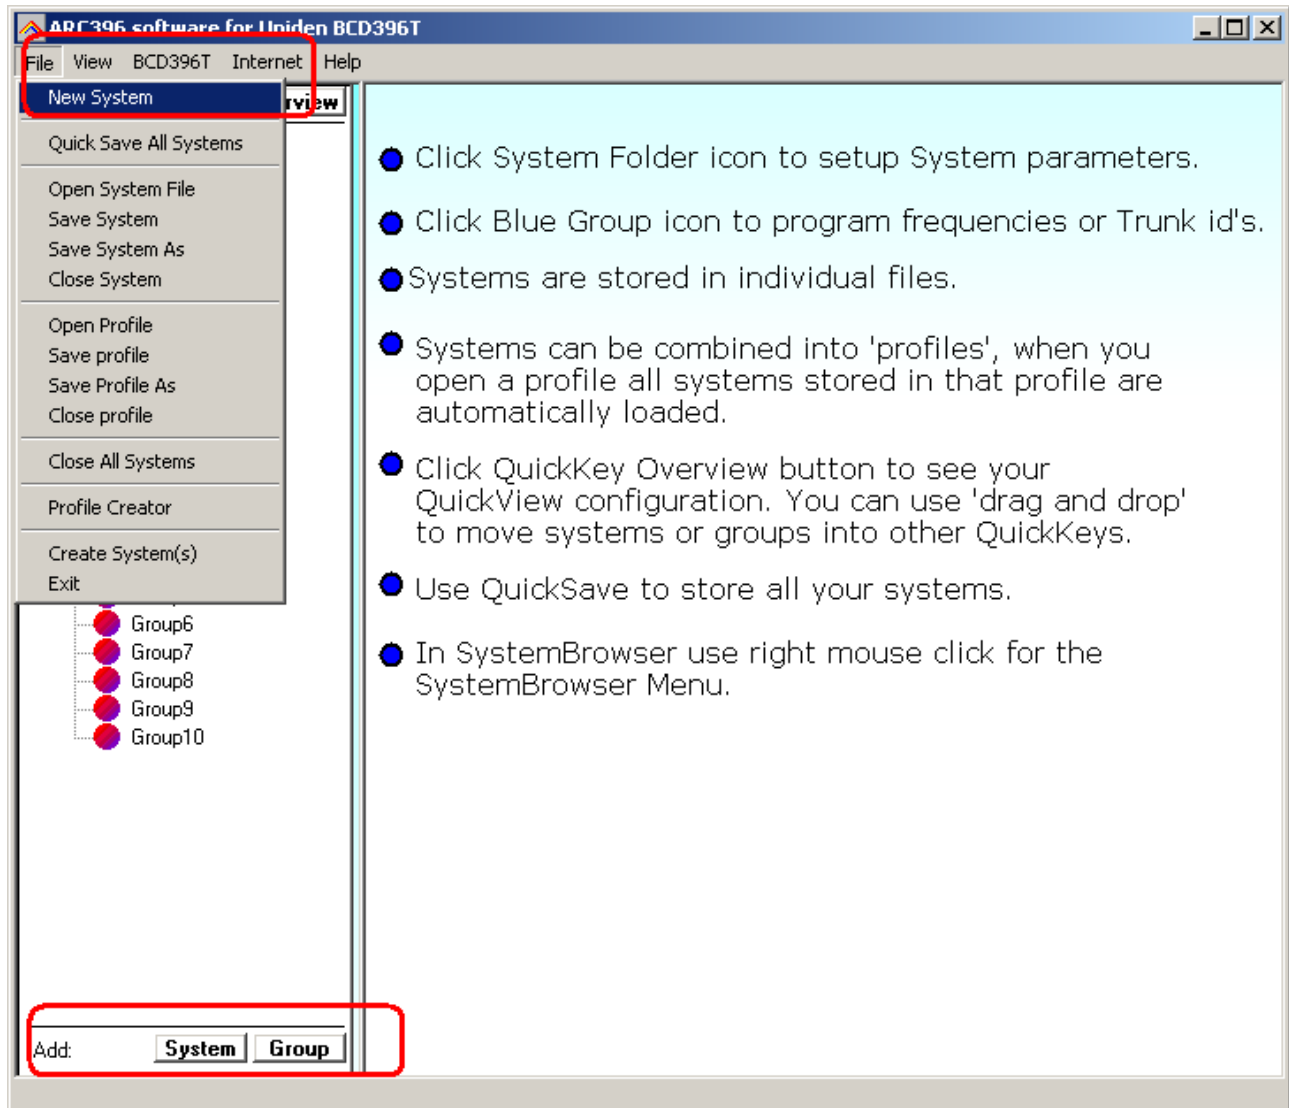 ARC396 software for Uniden BCD396T
File View BCD396T Internet Help
New System
rview
Quick Save All Systems
Open System File
Save System
Save System As
Close System
Open Profile
Save profile
Save Profile As
Close profile
Close All Systems
Profile Creator
Create System(s)
Exit
Group6
Group7
Group8
Group9
Group10
Add: System Group
Click System Folder icon to setup System parameters.
Click Blue Group icon to program frequencies or Trunk id's.
Systems are stored in individual files.
Systems can be combined into 'profiles', when you
open a profile all systems stored in that profile are
automatically loaded.
Click QuickKey Overview button to see your
QuickView configuration. You can use 'drag and drop'
to move systems or groups into other QuickKeys.
Use QuickSave to store all your systems.
In SystemBrowser use right mouse click for the
SystemBrowser Menu.